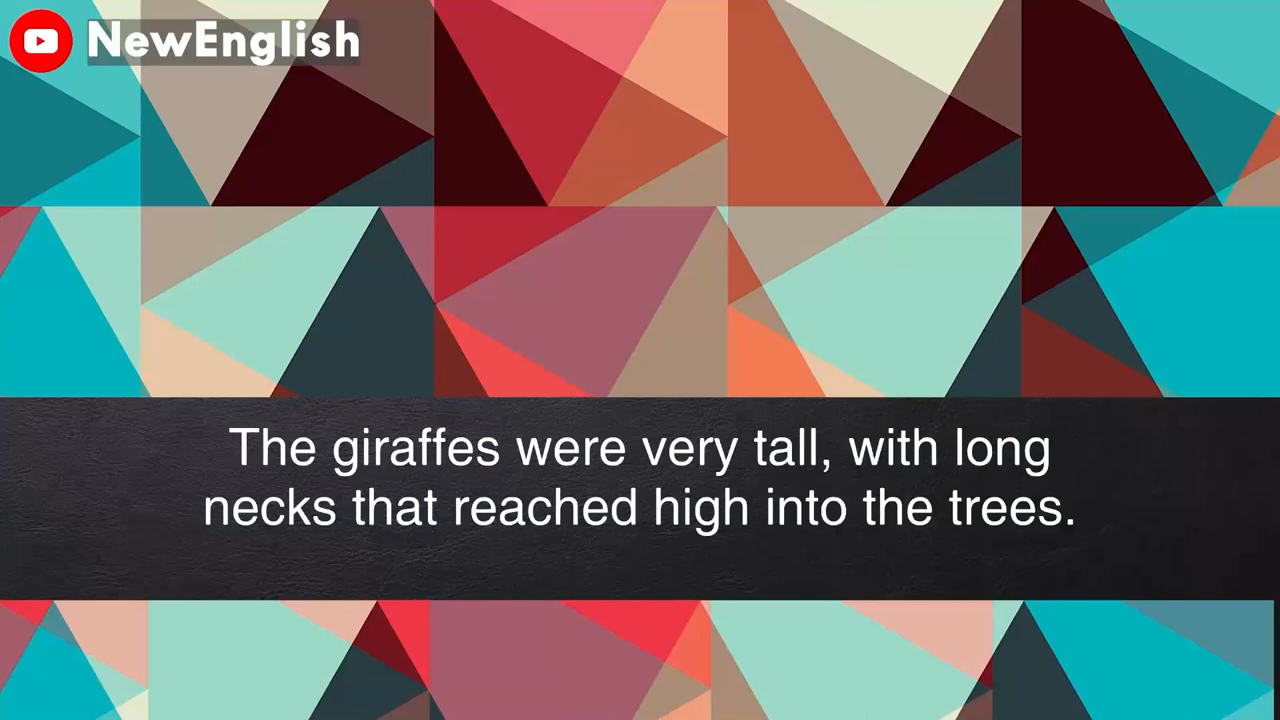 NewEnglish
The giraffes were very tall, with long
necks that reached high into the trees.